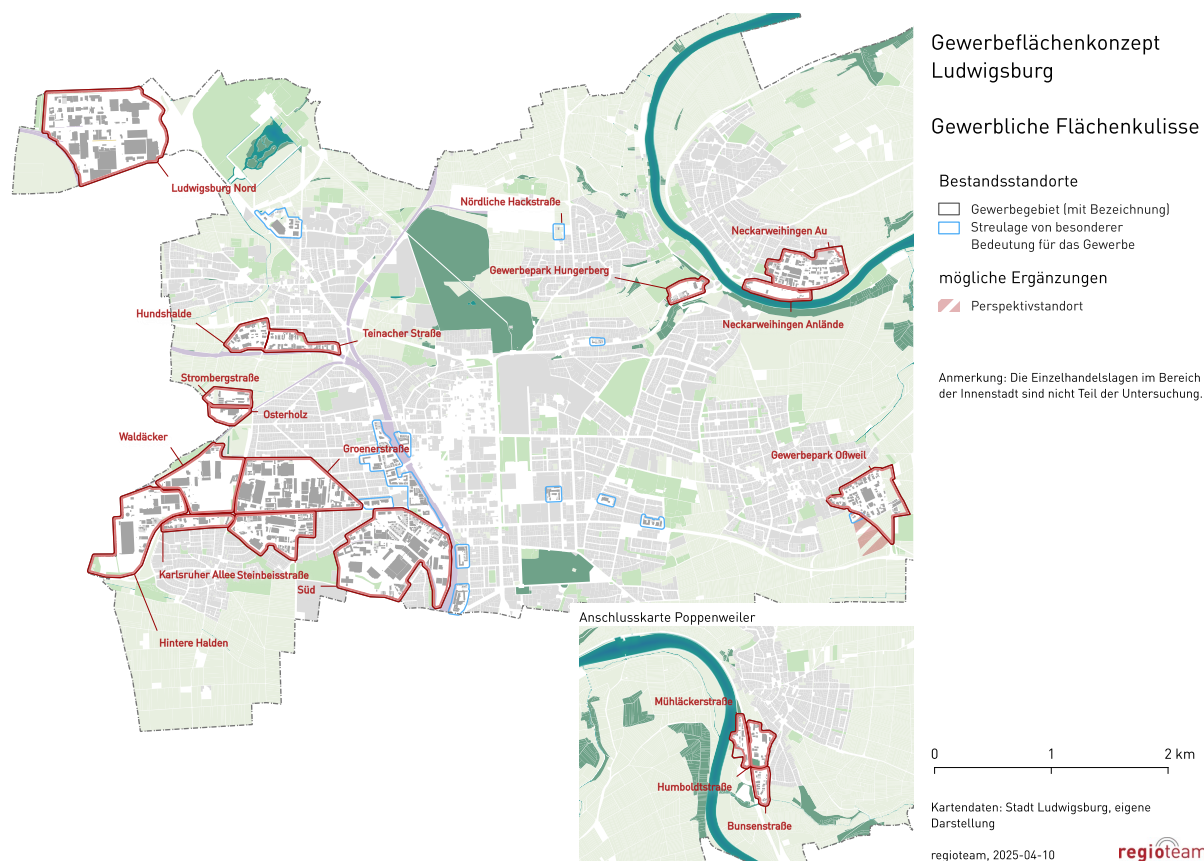 Gewerbeflächenkonzept
Ludwigsburg
Gewerbliche Flächenkulisse
Bestandsstandorte
Gewerbegebiet (mit Bezeichnung)
Streulage von besonderer
Bedeutung für das Gewerbe
mögliche Ergänzungen
Perspektivstandort
Anmerkung: Die Einzelhandelslagen im Bereich
der Innenstadt sind nicht Teil der Untersuchung.
Ludwigsburg Nord
Nördliche Hackstraße
Neckarweihingen Au
Gewerbepark Hungerberg
Hundshalde
Teinacher Straße
Neckarweihingen Anlände
Strombergstraße
Osterholz
Waldäcker
Groenerstraße
Gewerbepark Oßweil
Karlsruher Allee
Steinbeisstraße
Süd
Hintere Halden
Anschlusskarte Poppenweiler
Mühläckerstraße
Humboldtstraße
Bunsenstraße
0 1 2 km
Kartendaten: Stadt Ludwigsburg, eigene
Darstellung
regioteam, 2025-04-10
regioteam